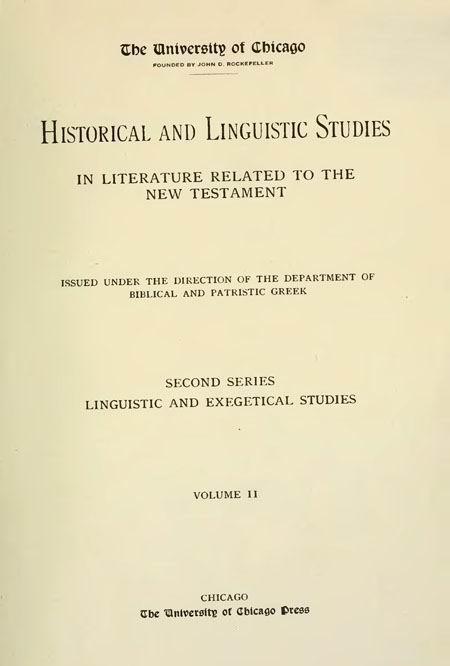 The University of Chicago
FOUNDED BY JOHN D. ROCKEFELLER
HISTORICAL AND LINGUISTIC STUDIES
IN LITERATURE RELATED TO THE
NEW TESTAMENT
ISSUED UNDER THE DIRECTION OF THE DEPARTMENT OF
BIBLICAL AND PATRISTIC GREEK
SECOND SERIES
LINGUISTIC AND EXEGETICAL STUDIES
VOLUME II
CHICAGO
The University of Chicago Press